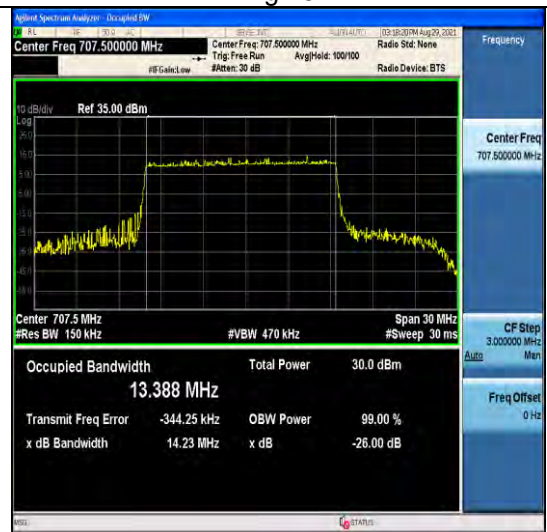 Agilent Spectrum Analyzer - Occupied BW
RL RF 50 Ω AC SENSE:INT ALIGN AUTO 03:18:20 PM Aug 29, 2021
Center Freq 707.500000 MHz
Center Freq: 707.500000 MHz
Radio Std: None
Trig: Free Run Avg|Hold: 100/100
#IFGain:Low #Atten: 30 dB Radio Device: BTS
Frequency
10 dB/div Ref 35.00 dBm
Log
Center Freq
707.500000 MHz
Center 707.5 MHz Span 30 MHz
#Res BW 150 kHz #VBW 470 kHz #Sweep 30 ms
CF Step
3.000000 MHz
Auto Man
Occupied Bandwidth Total Power 30.0 dBm
13.388 MHz
Transmit Freq Error -344.25 kHz OBW Power 99.00 %
x dB Bandwidth 14.23 MHz x dB -26.00 dB
Freq Offset
0 Hz
MSG STATUS